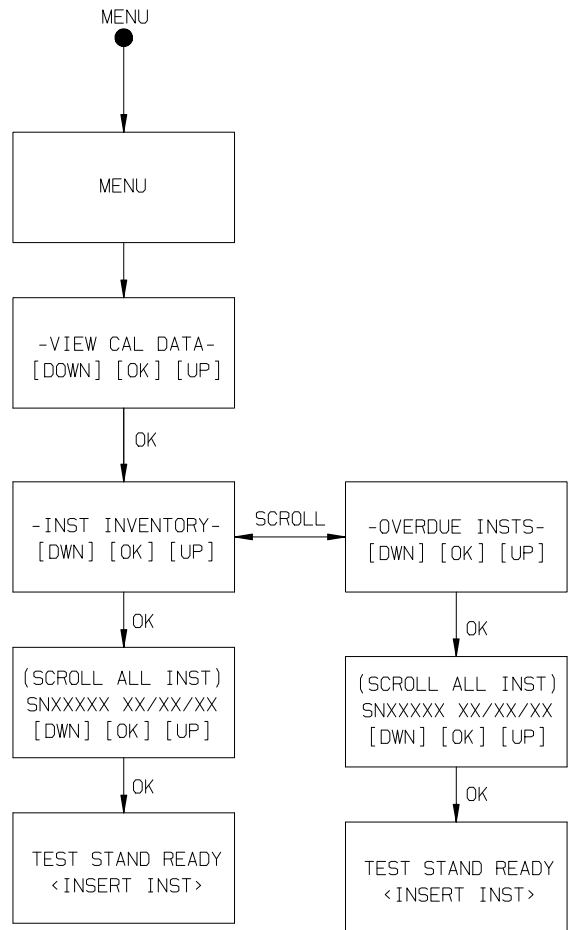 MENU
MENU
-VIEW CAL DATA-
[DOWN] [OK] [UP]
OK
-INST INVENTORY-
[DWN] [OK] [UP]
SCROLL
-OVERDUE INSTS-
[DWN] [OK] [UP]
OK
(SCROLL ALL INST)
SNXXXXX XX/XX/XX
[DWN] [OK] [UP]
OK
TEST STAND READY
<INSERT INST>
OK
(SCROLL ALL INST)
SNXXXXX XX/XX/XX
[DWN] [OK] [UP]
OK
TEST STAND READY
<INSERT INST>